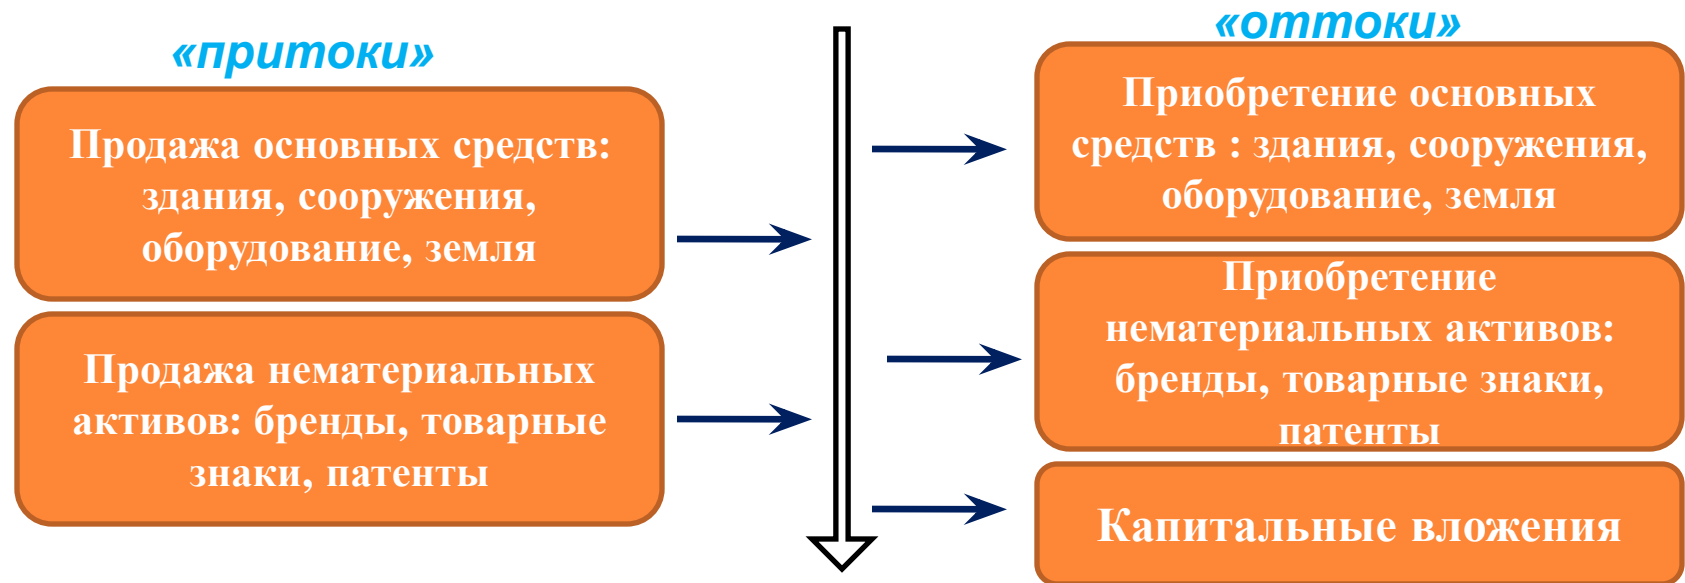 «притоки»
Продажа основных средств:
здания, сооружения,
оборудование, земля
Продажа нематериальных
активов: бренды, товарные
знаки, патенты
«оттоки»
Приобретение основных
средств : здания, сооружения,
оборудование, земля
Приобретение
нематериальных активов:
бренды, товарные знаки,
патенты
Капитальные вложения